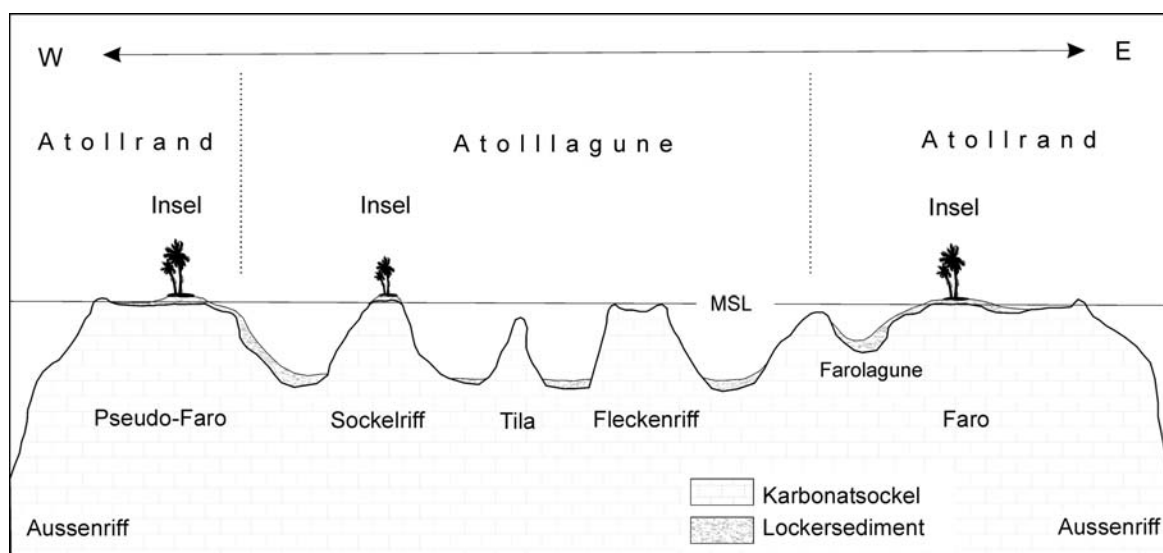 W
E
Atollrand
Atolllagune
Atollrand
Insel
Insel
Insel
MSL
Farolagune
Pseudo-Faro
Sockelriff
Tila
Fleckenriff
Faro
Karbonatsockel
Aussenriff
Lockersediment
Aussenriff